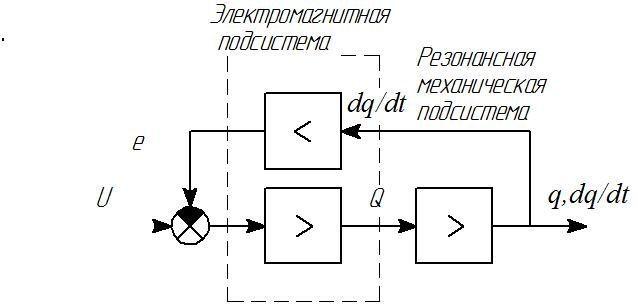 Электромагнитная
подсистема
Резонансная
механическая
подсистема
dq/dt
<
e
U
>
Q
>
q,dq/dt